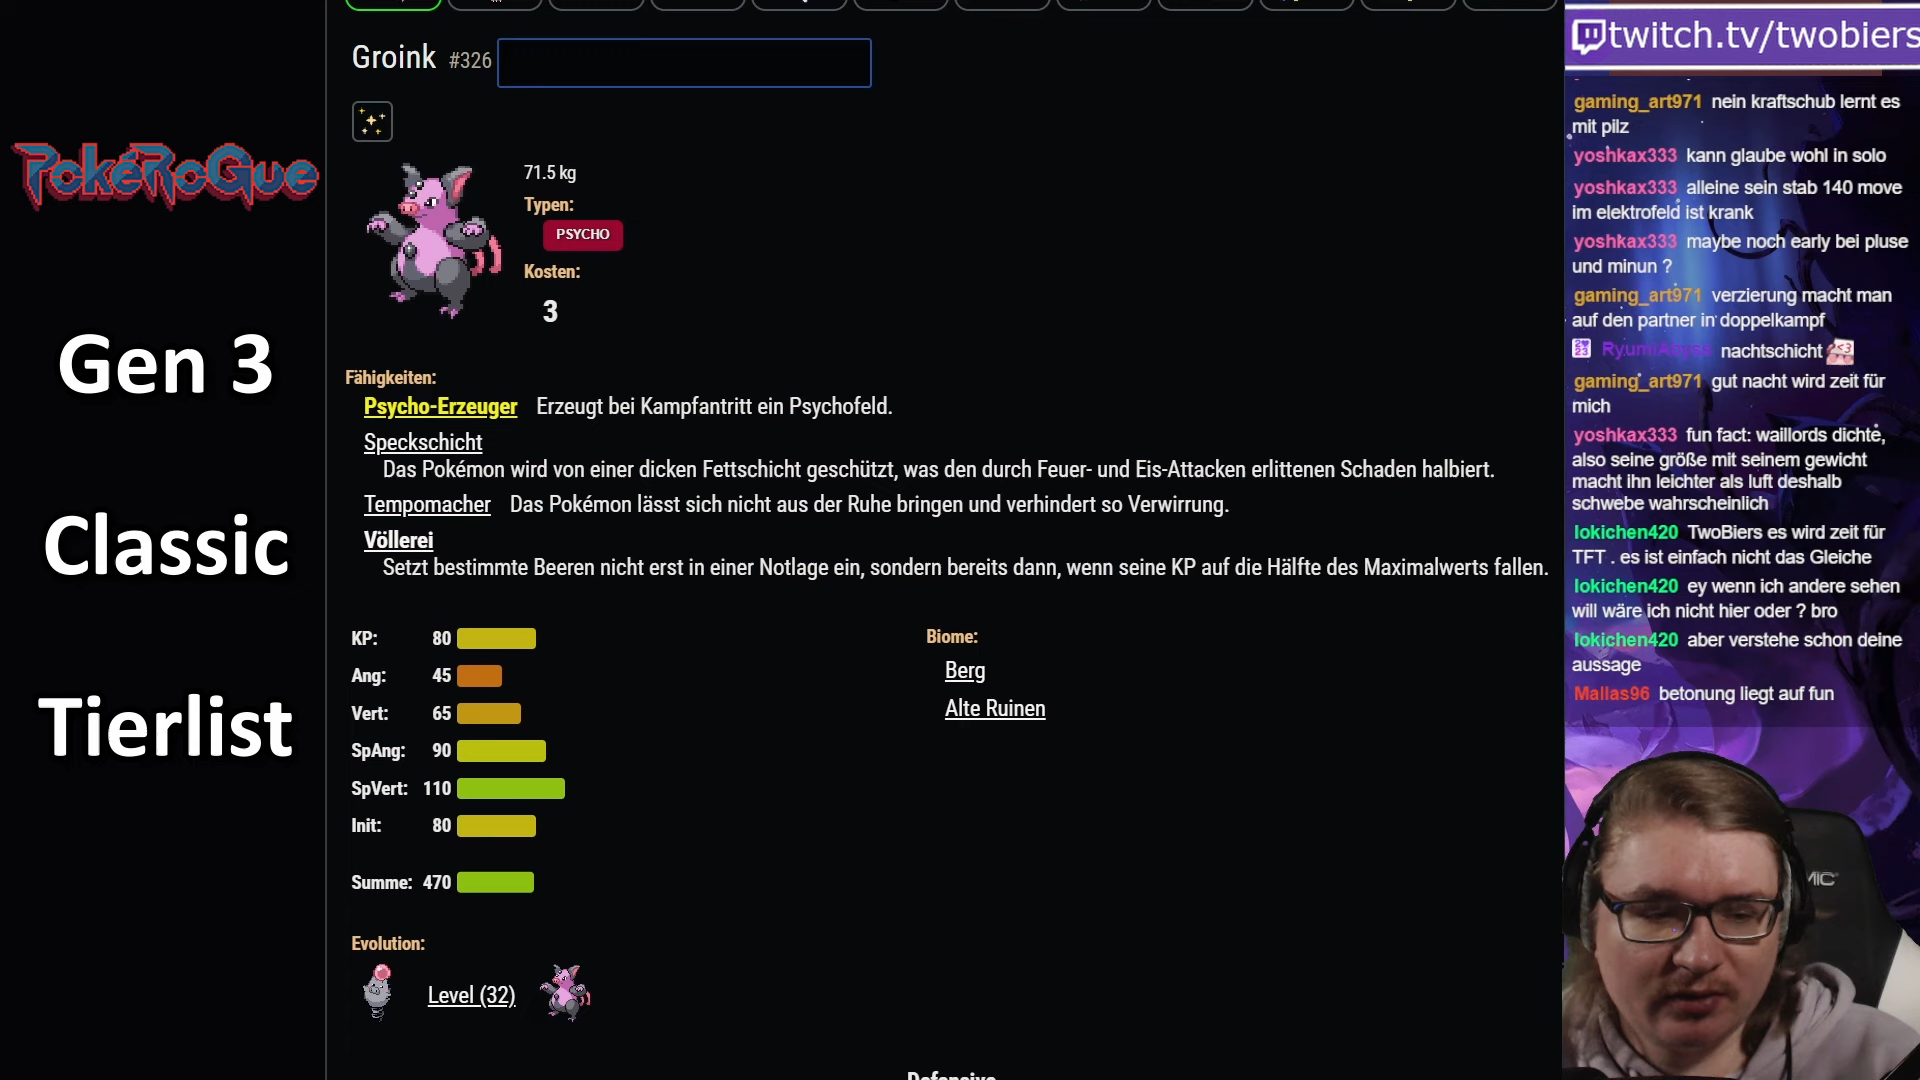 PokéRoGue
Gen 3
Classic
Tierlist
Groink #326
71.5 kg
Typen:
PSYCHO
Kosten:
3
Fähigkeiten:
Psycho-Erzeuger Erzeugt bei Kampfantritt ein Psychofeld.
Speckschicht
Das Pokémon wird von einer dicken Fettschicht geschützt, was den durch Feuer- und Eis-Attacken erlittenen Schaden halbiert.
Tempomacher Das Pokémon lässt sich nicht aus der Ruhe bringen und verhindert so Verwirrung.
Völlerei
Setzt bestimmte Beeren nicht erst in einer Notlage ein, sondern bereits dann, wenn seine KP auf die Hälfte des Maximalwerts fallen.
KP: 80
Ang: 45
Vert: 65
SpAng: 90
SpVert: 110
Init: 80
Summe: 470
Biome:
Berg
Alte Ruinen
Evolution:
Level (32)
Defensive
twitch.tv/twobiers
gaming_art971 nein kraftschub lernt es
mit pilz
yoshkax333 kann glaube wohl in solo
yoshkax333 alleine sein stab 140 move
im elektrofeld ist krank
yoshkax333 maybe noch early bei pluse
und minun ?
gaming_art971 verzierung macht man
auf den partner in doppelkampf
nachtschicht
gaming_art971 gut nacht wird zeit für
mich
yoshkax333 fun fact: waillords dichte,
also seine größe mit seinem gewicht
macht ihn leichter als luft deshalb
schwebe wahrscheinlich
lokichen420 TwoBiers es wird zeit für
TFT . es ist einfach nicht das Gleiche
lokichen420 ey wenn ich andere sehen
will wäre ich nicht hier oder ? bro
lokichen420 aber verstehe schon deine
aussage
Mallas96 betonung liegt auf fun